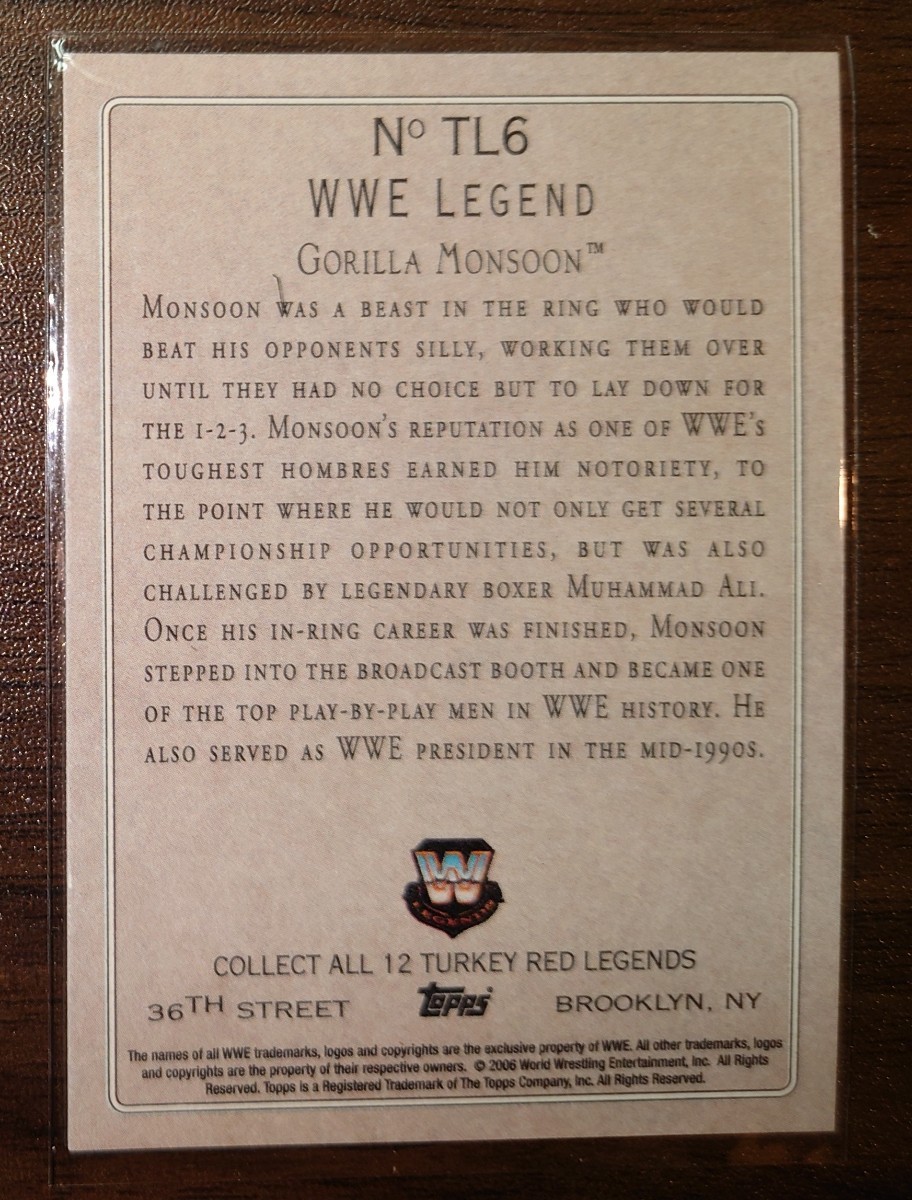 Nº TL6
WWE LEGEND
GORILLA MONSOON™
MONSOON WAS A BEAST IN THE RING WHO WOULD
BEAT HIS OPPONENTS SILLY, WORKING THEM OVER
UNTIL THEY HAD NO CHOICE BUT TO LAY DOWN FOR
THE 1-2-3. MONSOON'S REPUTATION AS ONE OF WWE'S
TOUGHEST HOMBRES EARNED HIM NOTORIETY, TO
THE POINT WHERE HE WOULD NOT ONLY GET SEVERAL
CHAMPIONSHIP OPPORTUNITIES, BUT WAS ALSO
CHALLENGED BY LEGENDARY BOXER MUHAMMAD ALI.
ONCE HIS IN-RING CAREER WAS FINISHED, MONSOON
STEPPED INTO THE BROADCAST BOOTH AND BECAME ONE
OF THE TOP PLAY-BY-PLAY MEN IN WWE HISTORY. HE
ALSO SERVED AS WWE PRESIDENT IN THE MID-1990S.
W
LEGENDS
COLLECT ALL 12 TURKEY RED LEGENDS
36TH STREET topps® BROOKLYN, NY
The names of all WWE trademarks, logos and copyrights are the exclusive property of WWE. All other trademarks, logos
and copyrights are the property of their respective owners. © 2006 World Wrestling Entertainment, Inc. All Rights
Reserved. Topps is a Registered Trademark of The Topps Company, Inc. All Rights Reserved.